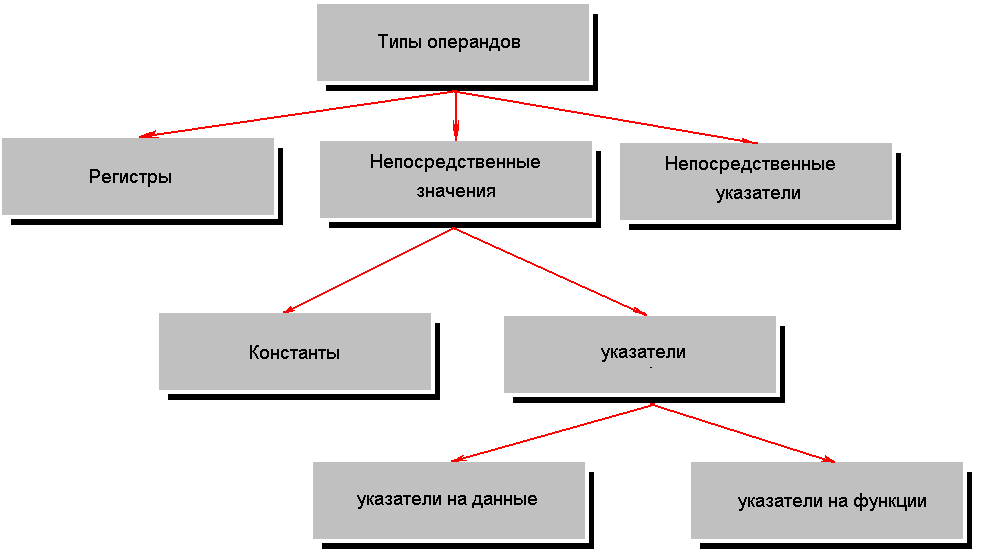 Типы операндов
Регистры
Непосредственные
значения
Непосредственные
указатели
Константы
указатели
указатели на данные
указатели на функции